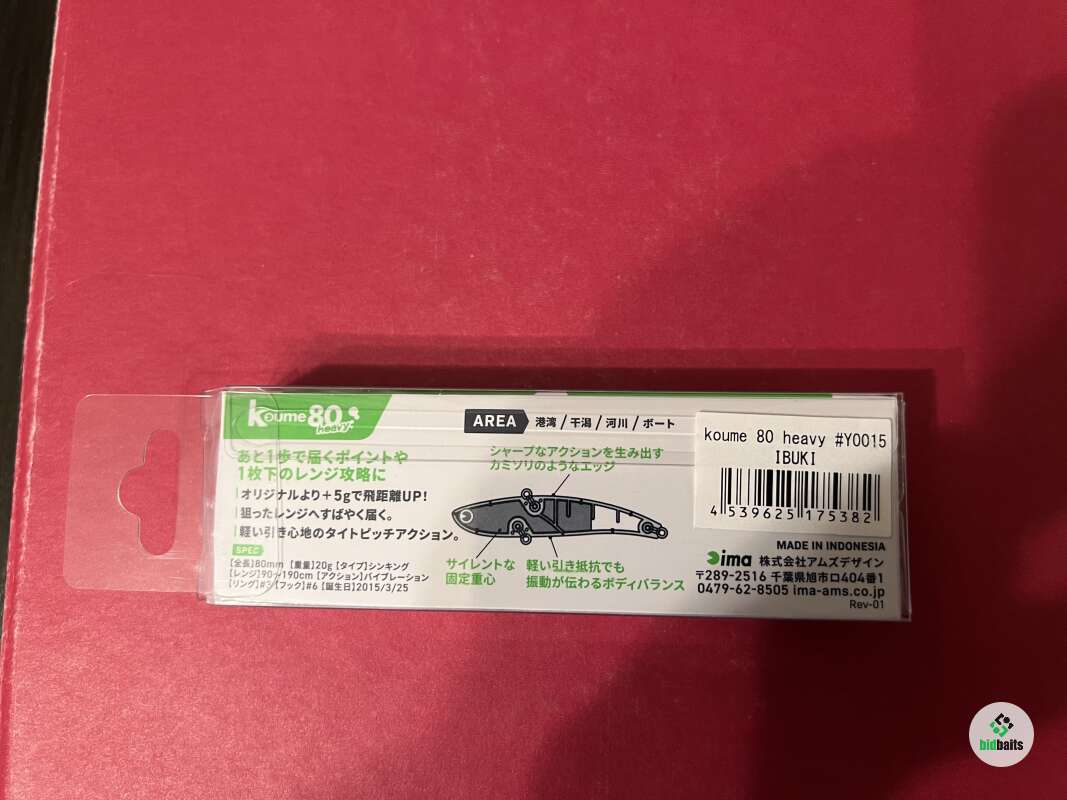 koume 80
heavy
AREA 港湾 / 干潟 / 河川 / ボート
koume 80 heavy #Y0015
IBUKI
4 539625 175382
あと1歩で届くポイントや
1枚下のレンジ攻略に
オリジナルより+5gで飛距離UP!
狙ったレンジへすばやく届く。
軽い引き心地のタイトピッチアクション。
シャープなアクションを生み出す
カミソリのようなエッジ
サイレントな
固定重心
軽い引き抵抗でも
振動が伝わるボディバランス
SPEC
【全長】80mm 【重量】20g 【タイプ】シンキング
【レンジ】90~190cm 【アクション】バイブレーション
【リング】#3 【フック】#6 【誕生日】2015/3/25
MADE IN INDONESIA
ima 株式会社アムズデザイン
〒289-2516 千葉県旭市ロ404番1
0479-62-8505 ima-ams.co.jp
Rev-01
bidbaits